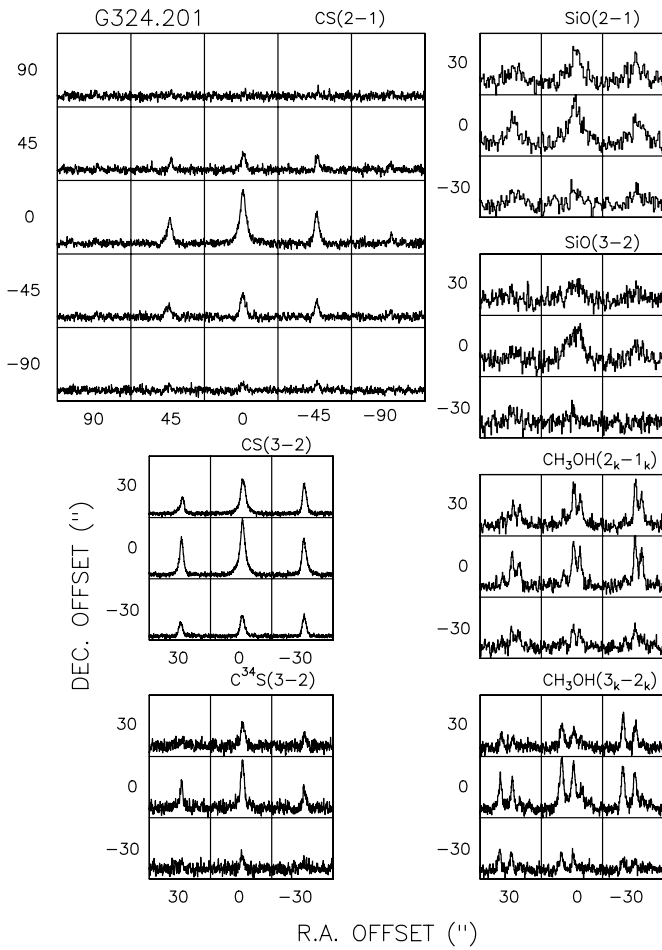 G324.201
CS(2-1)
90
45
0
-45
-90
90 45 0 -45 -90
SiO(2-1)
30
0
-30
SiO(3-2)
30
0
-30
CS(3-2)
30
0
-30
30 0 -30
CH₃OH(2ₖ-1ₖ)
30
0
-30
C³⁴S(3-2)
30
0
-30
30 0 -30
CH₃OH(3ₖ-2ₖ)
30
0
-30
30 0 -30
DEC. OFFSET ('')
R.A. OFFSET ('')